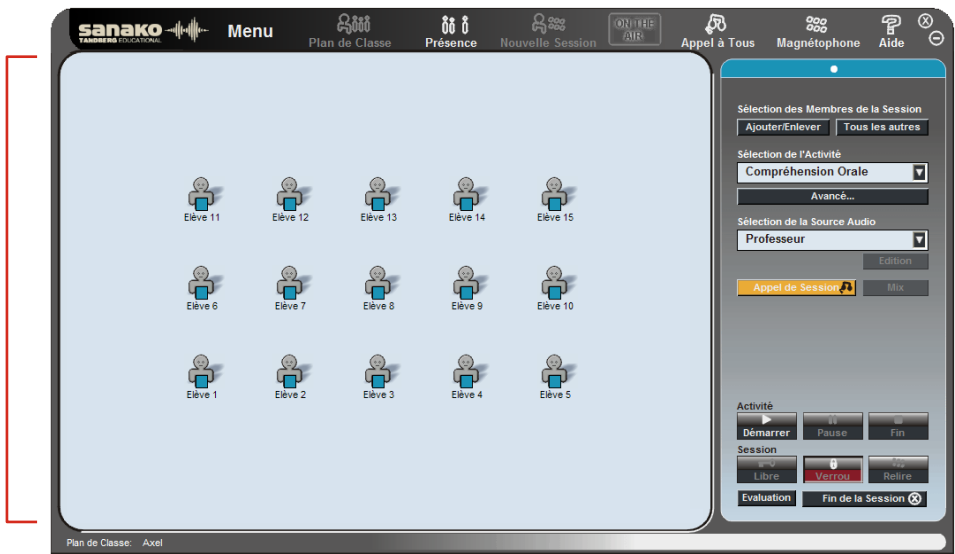 sanako
TANDBERG EDUCATIONAL
Menu
Plan de Classe
Présence
Nouvelle Session
ON THE
AIR
Appel à Tous
Magnétophone
Aide
Elève 11 Elève 12 Elève 13 Elève 14 Elève 15
Elève 6 Elève 7 Elève 8 Elève 9 Elève 10
Elève 1 Elève 2 Elève 3 Elève 4 Elève 5
Sélection des Membres de la Session
Ajouter/Enlever Tous les autres
Sélection de l'Activité
Compréhension Orale
Avancé...
Sélection de la Source Audio
Professeur
Edition
Appel de Session Mix
Activité
Démarrer Pause Fin
Session
Libre Verrou Relire
Evaluation Fin de la Session
Plan de Classe: Axel